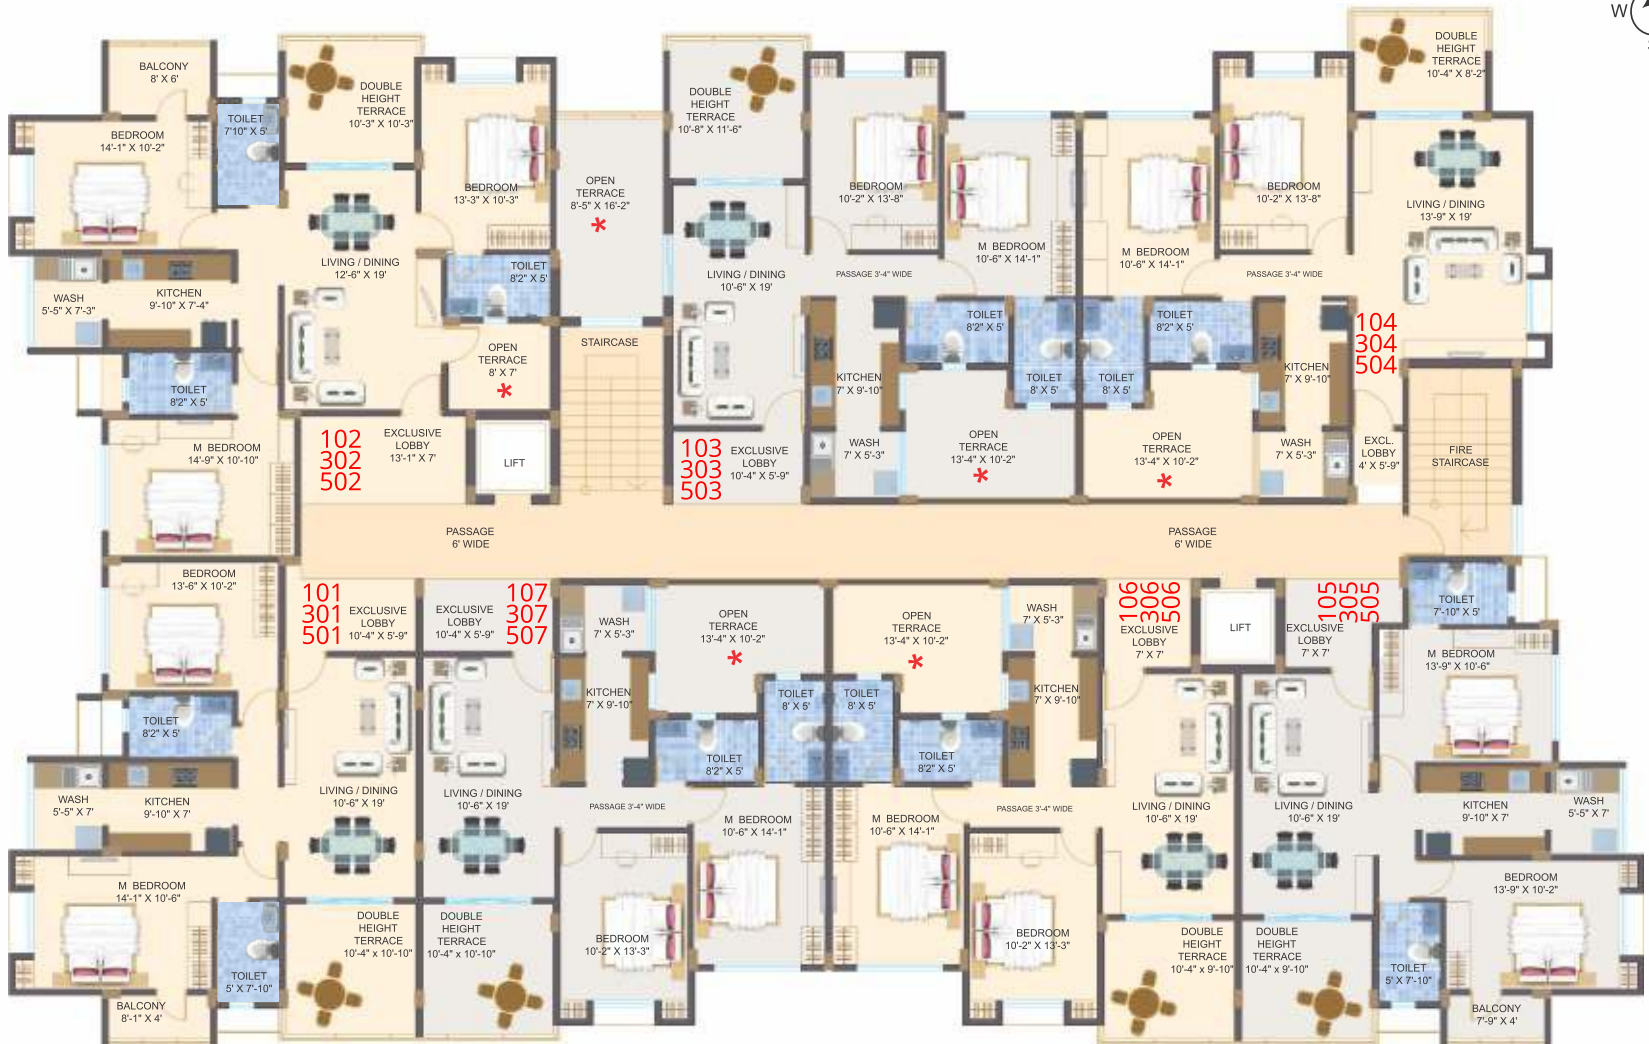 W
BALCONY
8' X 6'
BEDROOM
14'-1" X 10'-2"
TOILET
7'10" X 5'
DOUBLE
HEIGHT
TERRACE
10'-3" X 10'-3"
BEDROOM
13'-3" X 10'-3"
OPEN
TERRACE
8'-5" X 16'-2"
*
LIVING / DINING
12'-6" X 19'
TOILET
8'2" X 5'
WASH
5'-5" X 7'-3"
KITCHEN
9'-10" X 7'-4"
OPEN
TERRACE
8' X 7'
*
STAIRCASE
TOILET
8'2" X 5'
M BEDROOM
14'-9" X 10'-10"
102
302
502
EXCLUSIVE
LOBBY
13'-1" X 7'
LIFT
DOUBLE
HEIGHT
TERRACE
10'-8" X 11'-6"
BEDROOM
10'-2" X 13'-8"
M BEDROOM
10'-6" X 14'-1"
LIVING / DINING
10'-6" X 19'
PASSAGE 3'-4" WIDE
TOILET
8'2" X 5'
KITCHEN
7' X 9'-10"
TOILET
8' X 5'
103
303
503
EXCLUSIVE
LOBBY
10'-4" X 5'-9"
WASH
7' X 5'-3"
OPEN
TERRACE
13'-4" X 10'-2"
*
DOUBLE
HEIGHT
TERRACE
10'-4" X 8'-2"
M BEDROOM
10'-6" X 14'-1"
BEDROOM
10'-2" X 13'-8"
LIVING / DINING
13'-9" X 19'
PASSAGE 3'-4" WIDE
TOILET
8'2" X 5'
TOILET
8' X 5'
KITCHEN
7' X 9'-10"
104
304
504
OPEN
TERRACE
13'-4" X 10'-2"
*
WASH
7' X 5'-3"
EXCL.
LOBBY
4' X 5'-9"
FIRE
STAIRCASE
PASSAGE
6' WIDE
PASSAGE
6' WIDE
BEDROOM
13'-6" X 10'-2"
101
301
501
EXCLUSIVE
LOBBY
10'-4" X 5'-9"
TOILET
8'2" X 5'
WASH
5'-5" X 7'
KITCHEN
9'-10" X 7'
LIVING / DINING
10'-6" X 19'
M BEDROOM
14'-1" X 10'-6"
TOILET
5' X 7'-10"
BALCONY
8'-1" X 4'
DOUBLE
HEIGHT
TERRACE
10'-4" x 10'-10"
EXCLUSIVE
LOBBY
10'-4" X 5'-9"
107
307
507
WASH
7' X 5'-3"
OPEN
TERRACE
13'-4" X 10'-2"
*
KITCHEN
7' X 9'-10"
TOILET
8' X 5'
TOILET
8'2" X 5'
LIVING / DINING
10'-6" X 19'
PASSAGE 3'-4" WIDE
M BEDROOM
10'-6" X 14'-1"
DOUBLE
HEIGHT
TERRACE
10'-4" x 10'-10"
BEDROOM
10'-2" X 13'-3"
OPEN
TERRACE
13'-4" X 10'-2"
*
WASH
7' X 5'-3"
106
306
506
EXCLUSIVE
LOBBY
7' X 7'
TOILET
8' X 5'
KITCHEN
7' X 9'-10"
TOILET
8'2" X 5'
M BEDROOM
10'-6" X 14'-1"
PASSAGE 3'-4" WIDE
LIVING / DINING
10'-6" X 19'
BEDROOM
10'-2" X 13'-3"
DOUBLE
HEIGHT
TERRACE
10'-4" x 9'-10"
LIFT
105
305
505
EXCLUSIVE
LOBBY
7' X 7'
TOILET
7'-10" X 5'
M BEDROOM
13'-9" X 10'-6"
LIVING / DINING
10'-6" X 19'
KITCHEN
9'-10" X 7'
WASH
5'-5" X 7'
BEDROOM
13'-9" X 10'-2"
DOUBLE
HEIGHT
TERRACE
10'-4" x 9'-10"
TOILET
5' X 7'-10"
BALCONY
7'-9" X 4'